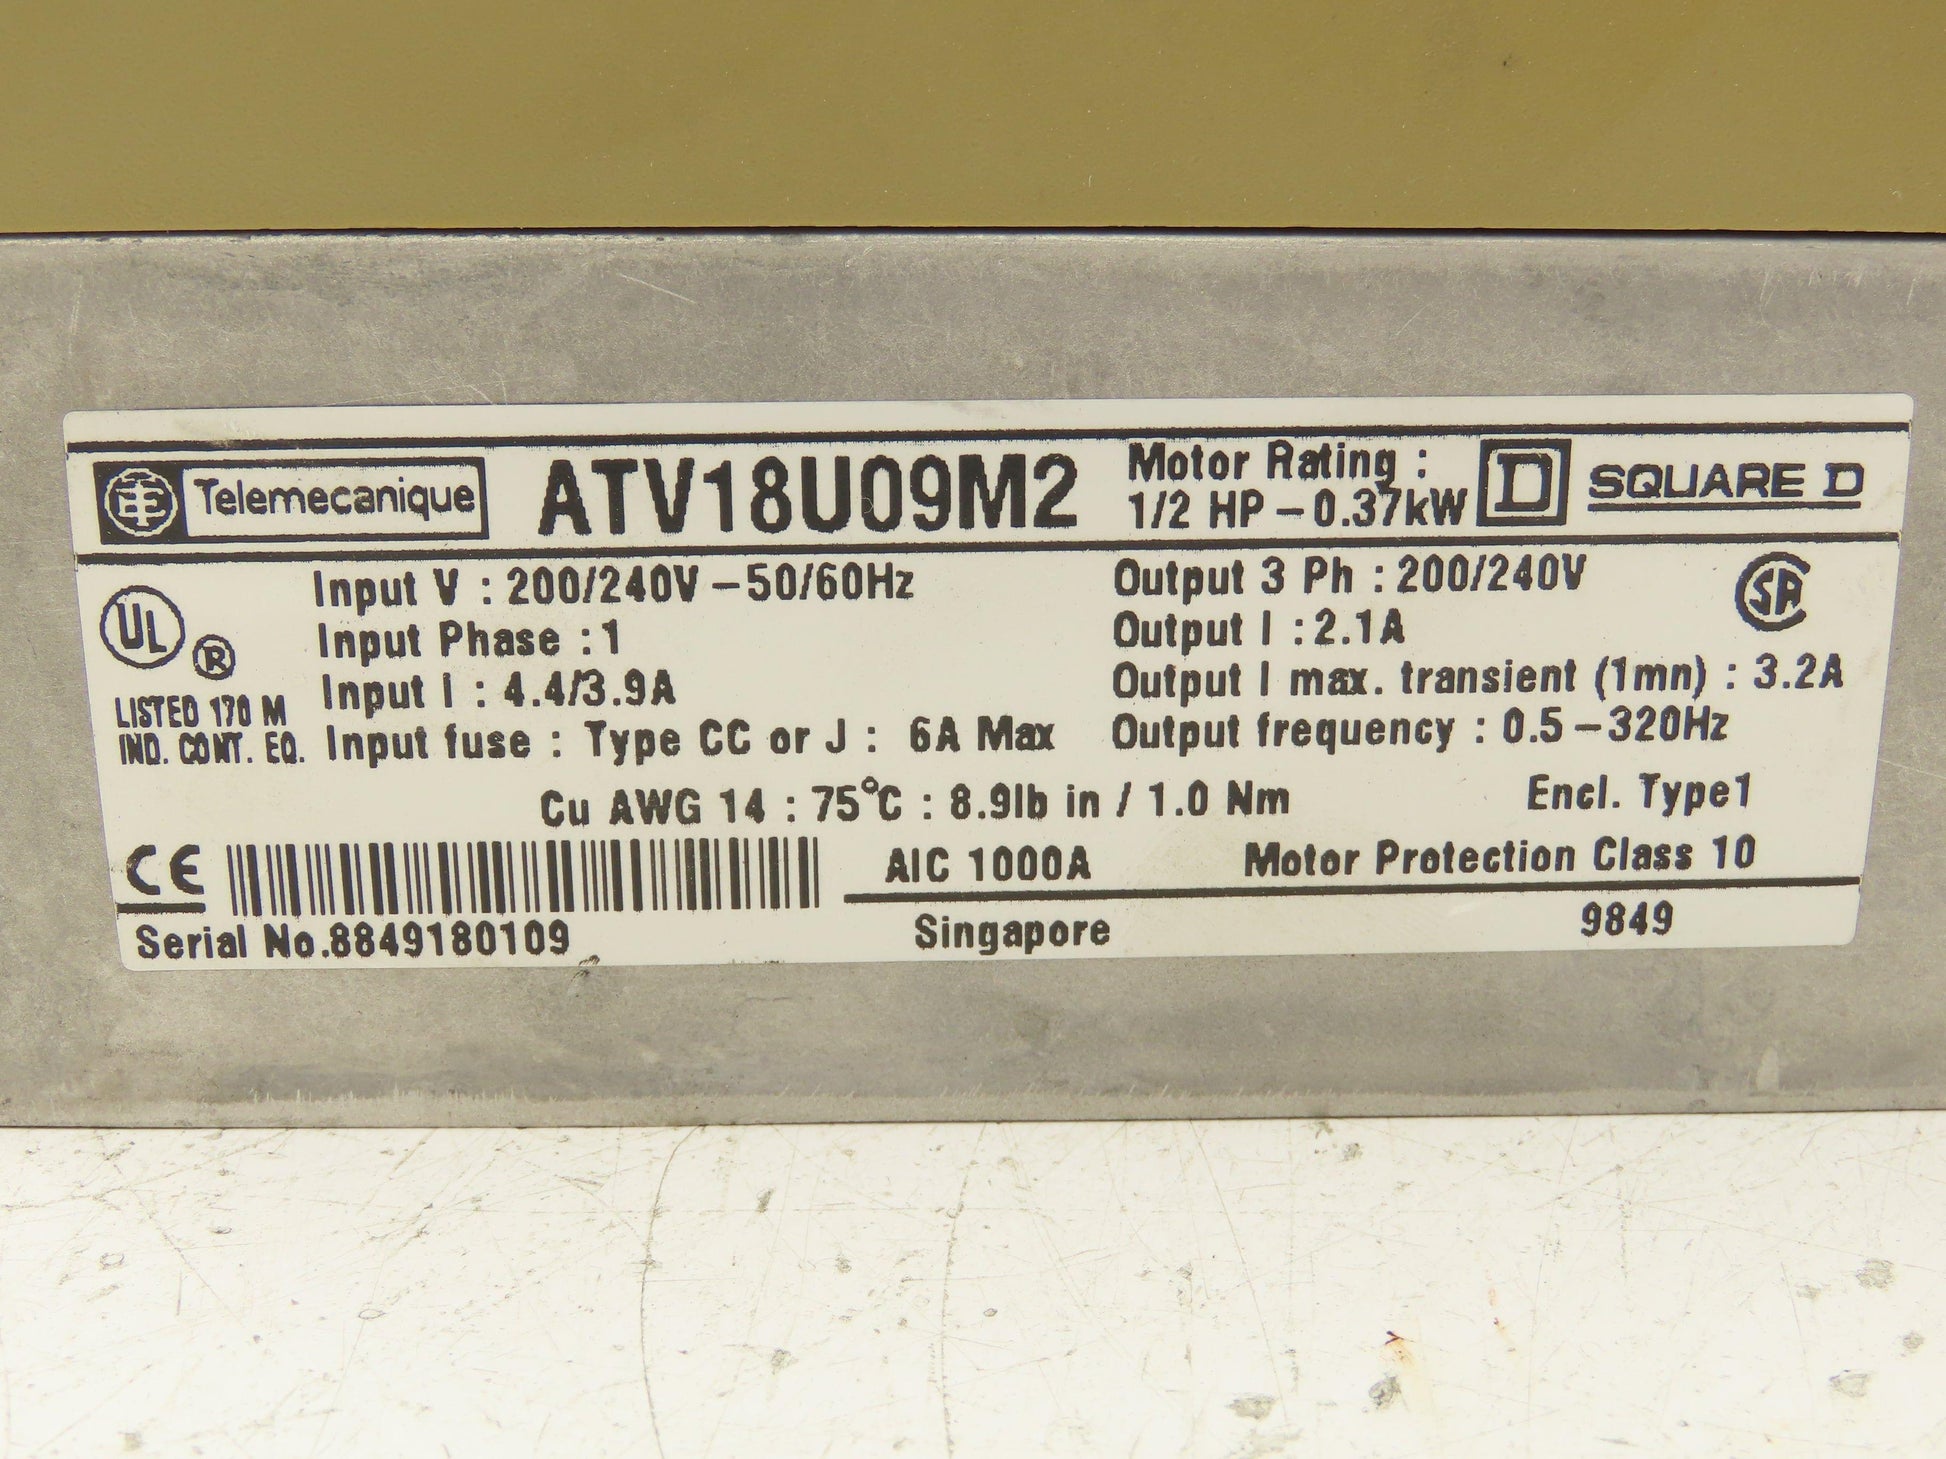 TE Telemecanique ATV18U09M2 Motor Rating :
1/2 HP – 0.37kW D SQUARE D
UL ® LISTED 170 M
IND. CONT. EQ.
Input V : 200/240V – 50/60Hz
Input Phase : 1
Input I : 4.4/3.9A
Input fuse : Type CC or J : 6A Max
Output 3 Ph : 200/240V
Output I : 2.1A
Output I max. transient (1mn) : 3.2A
Output frequency : 0.5 – 320Hz
SA
Cu AWG 14 : 75°C : 8.9lb in / 1.0 Nm
Encl. Type1
CE
AIC 1000A
Motor Protection Class 10
Serial No.8849180109
Singapore
9849